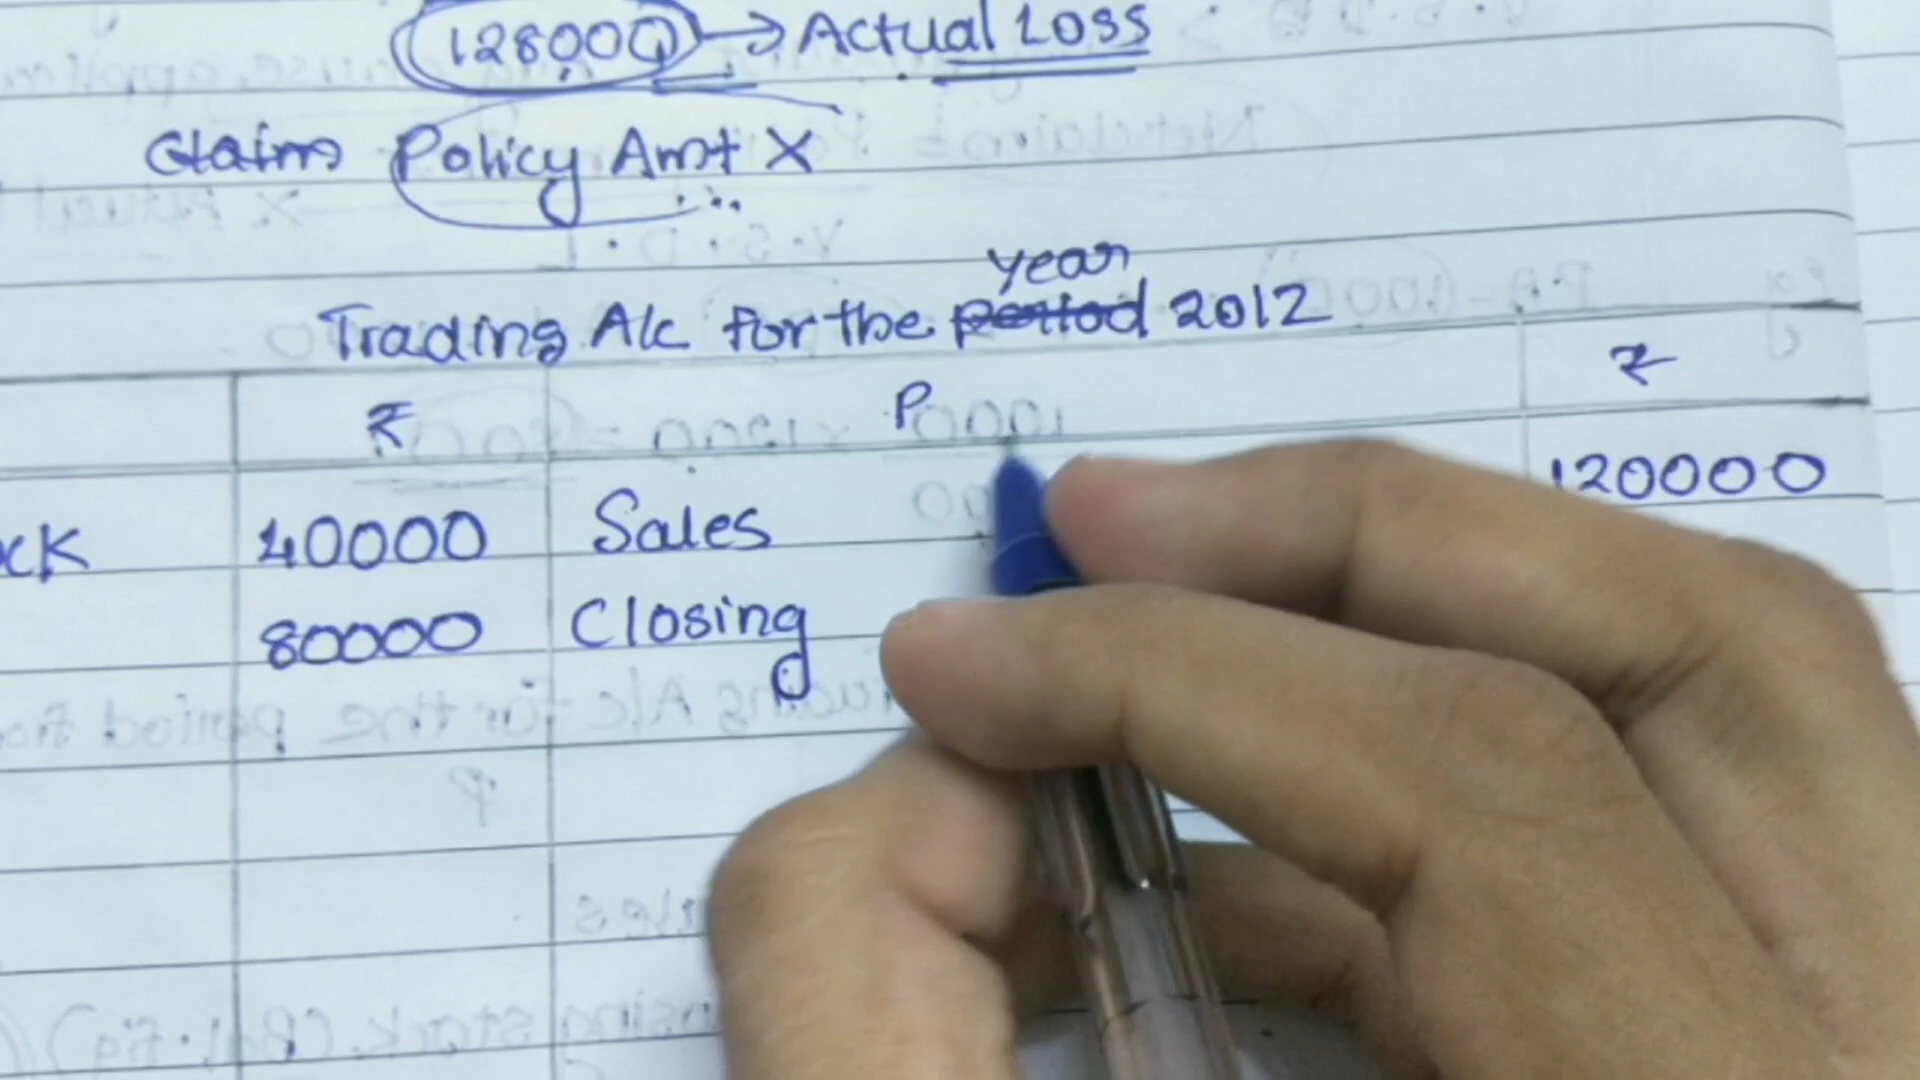 128000 → Actual Loss
Claim Policy Amt X
year
Trading A/c for the period 2012
₹ P ₹
ck 40000 Sales 120000
80000 Closing